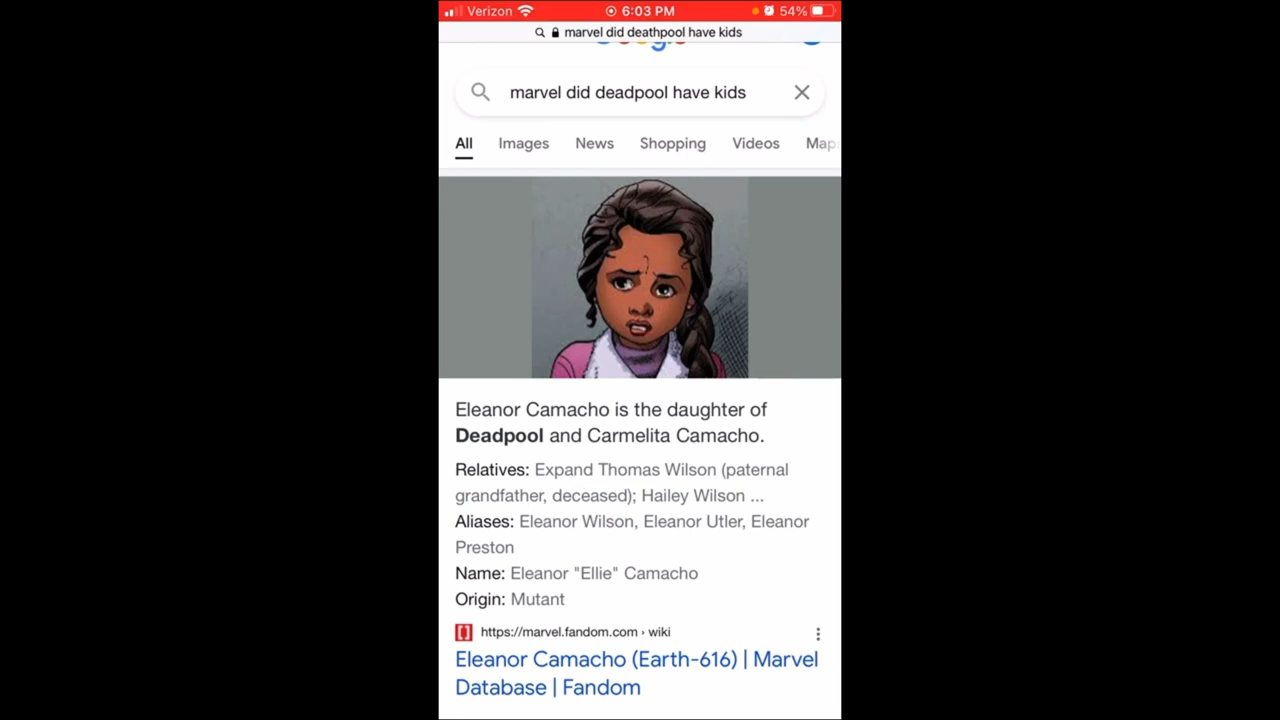 Verizon 6:03 PM 54%
marvel did deathpool have kids
Google
marvel did deadpool have kids
All Images News Shopping Videos Map
Eleanor Camacho is the daughter of
Deadpool and Carmelita Camacho.
Relatives: Expand Thomas Wilson (paternal
grandfather, deceased); Hailey Wilson ...
Aliases: Eleanor Wilson, Eleanor Utler, Eleanor
Preston
Name: Eleanor "Ellie" Camacho
Origin: Mutant
https://marvel.fandom.com › wiki
Eleanor Camacho (Earth-616) | Marvel
Database | Fandom